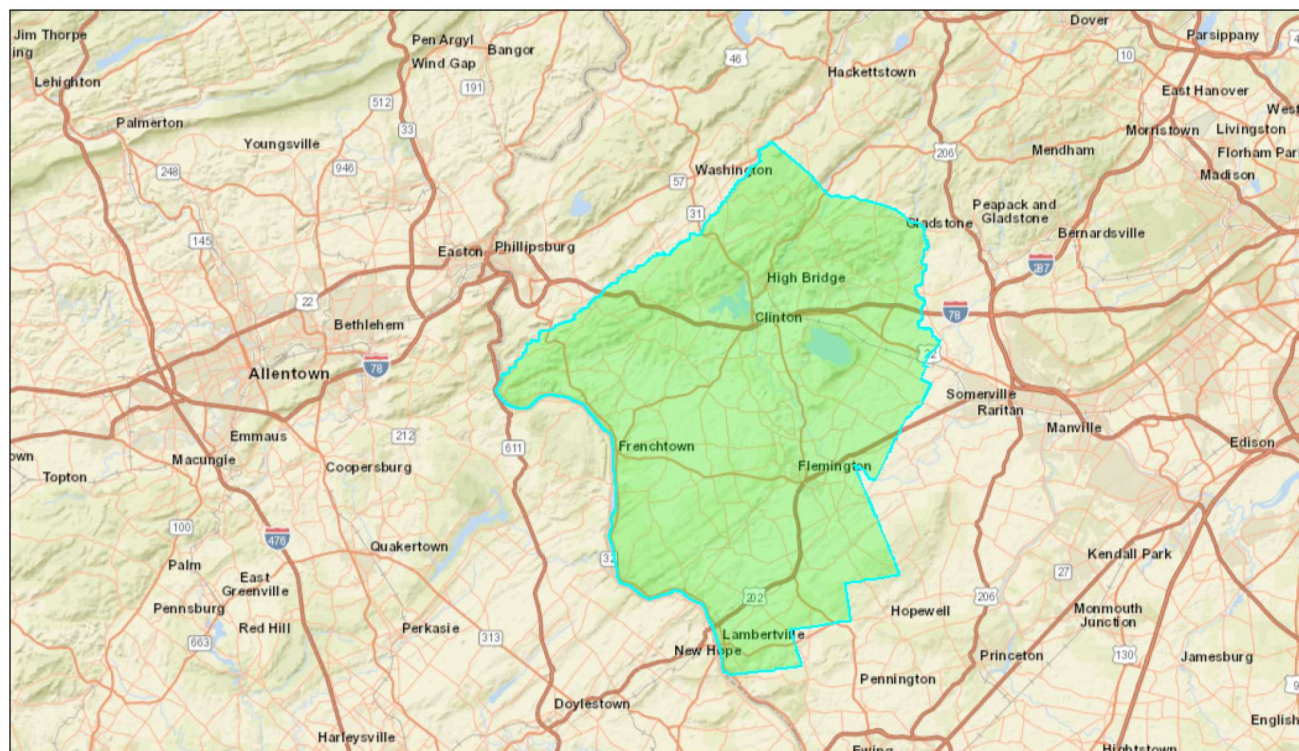 Jim Thorpe
ing
Lehighton
Palmerton
Pen Argyl
Bangor
Wind Gap
191
512
33
Youngsville
946
248
145
46
Hackettstown
Dover
Parsippany
10
East Hanover
Morristown
Livingston
Florham Par
Madison
206
Mendham
57
Washington
31
Peapack and
Gladstone
Gladstone
Bernardsville
287
Easton
Phillipsburg
High Bridge
22
Bethlehem
78
Allentown
Clinton
78
22
Somerville
Raritan
Manville
Edison
Emmaus
212
Macungie
Coopersburg
own
Topton
611
Frenchtown
Flemington
100
476
Quakertown
Palm
East
Greenville
Pennsburg
Red Hill
663
Perkasie
313
32
202
Lambertville
New Hope
Hopewell
Kendall Park
27
206
Monmouth
Junction
130
Princeton
Jamesburg
Pennington
Doylestown
Harleysville
Ewing
Hightstown
English